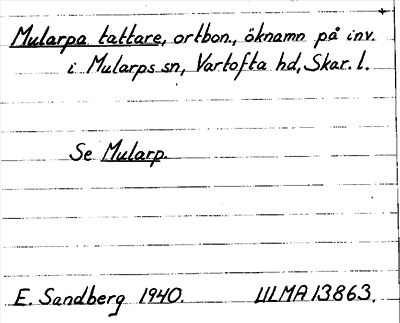 Mularpa tattare, ortbon., öknamn på inv.
i Mularps sn, Vartofta hd, Skar. l.
Se Mularp.
E. Sandberg 1940. ULMA 13863.